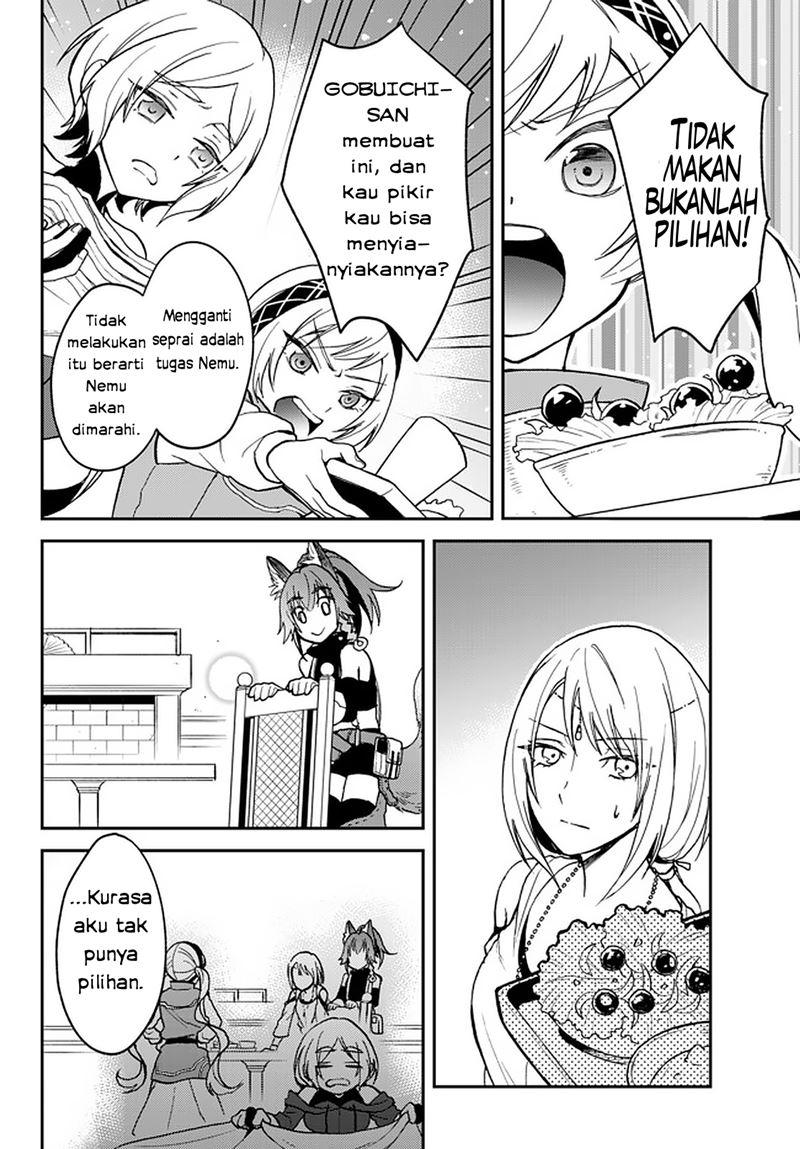 TIDAK
MAKAN
BUKANLAH
PILIHAN!
GOBUICHI-
SAN
membuat
ini, dan
kau pikir
kau bisa
menyia-
nyiakannya?
Mengganti
seprai adalah
tugas Nemu.
Tidak
melakukan
itu berarti
Nemu
akan
dimarahi.
...Kurasa
aku tak
punya
pilihan.